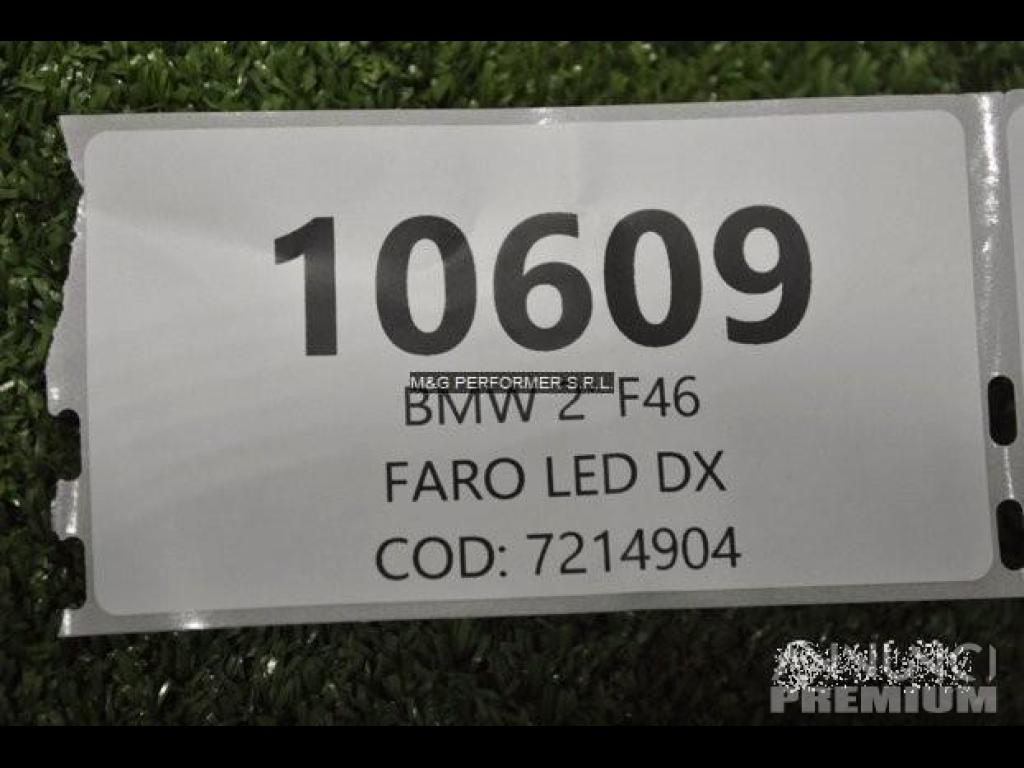 10609
M&G PERFORMER S.R.L.
BMW 2 F46
FARO LED DX
COD: 7214904
PREMIUM